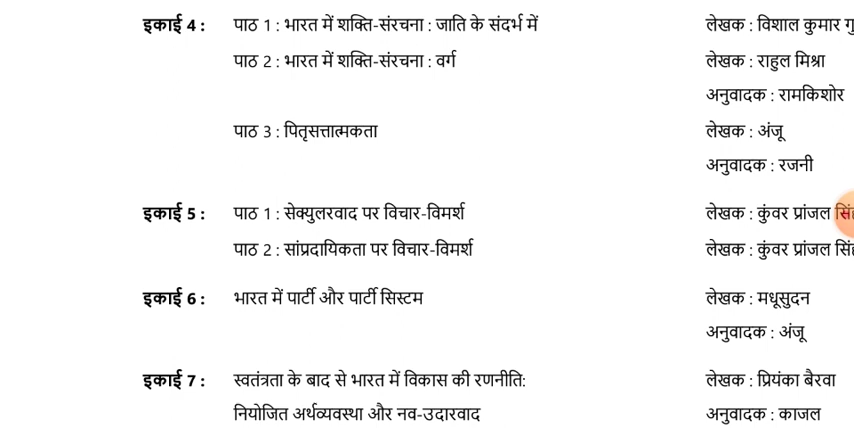 इकाई 4 : पाठ 1 : भारत में शक्ति-संरचना : जाति के संदर्भ में लेखक : विशाल कुमार
पाठ 2 : भारत में शक्ति-संरचना : वर्ग लेखक : राहुल मिश्रा
अनुवादक : रामकिशोर
पाठ 3 : पितृसत्तात्मकता लेखक : अंजू
अनुवादक : रजनी
इकाई 5 : पाठ 1 : सेक्युलरवाद पर विचार-विमर्श लेखक : कुंवर प्रांजल
पाठ 2 : सांप्रदायिकता पर विचार-विमर्श लेखक : कुंवर प्रांजल
इकाई 6 : भारत में पार्टी और पार्टी सिस्टम लेखक : मधूसुदन
अनुवादक : अंजू
इकाई 7 : स्वतंत्रता के बाद से भारत में विकास की रणनीति: लेखक : प्रियंका बैरवा
नियोजित अर्थव्यवस्था और नव-उदारवाद अनुवादक : काजल